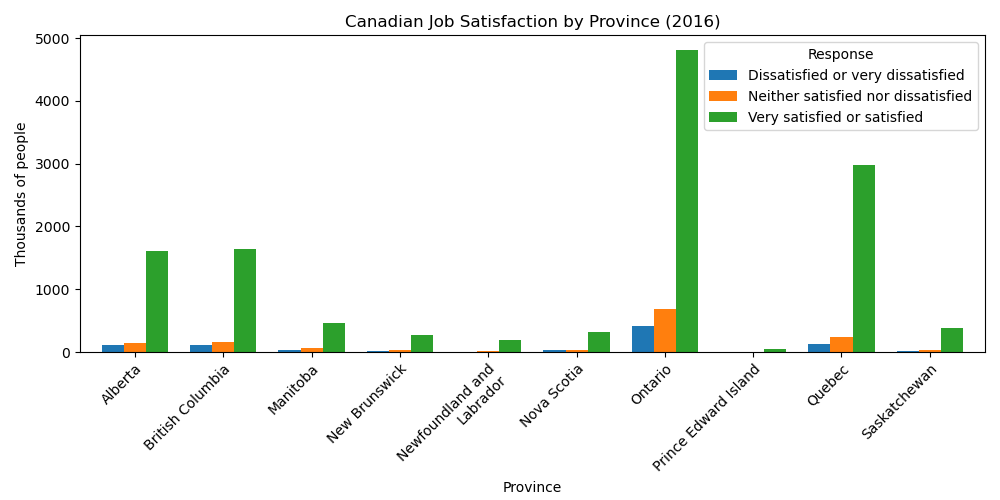 Canadian Job Satisfaction by Province (2016)
Response
Dissatisfied or very dissatisfied
Neither satisfied nor dissatisfied
Very satisfied or satisfied
Thousands of people
5000
4000
3000
2000
1000
0
Alberta
British Columbia
Manitoba
New Brunswick
Newfoundland and
Labrador
Nova Scotia
Ontario
Prince Edward Island
Quebec
Saskatchewan
Province